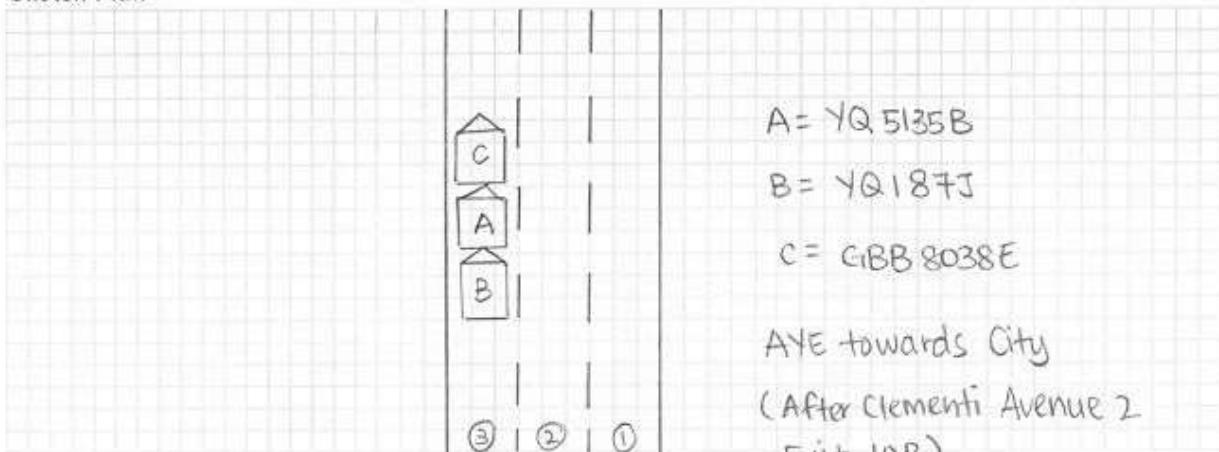 C
A
B
③ ② ①
A = YQ 5135B
B = YQ187J
C = GBB 8038E
AYE towards City
(After Clementi Avenue 2